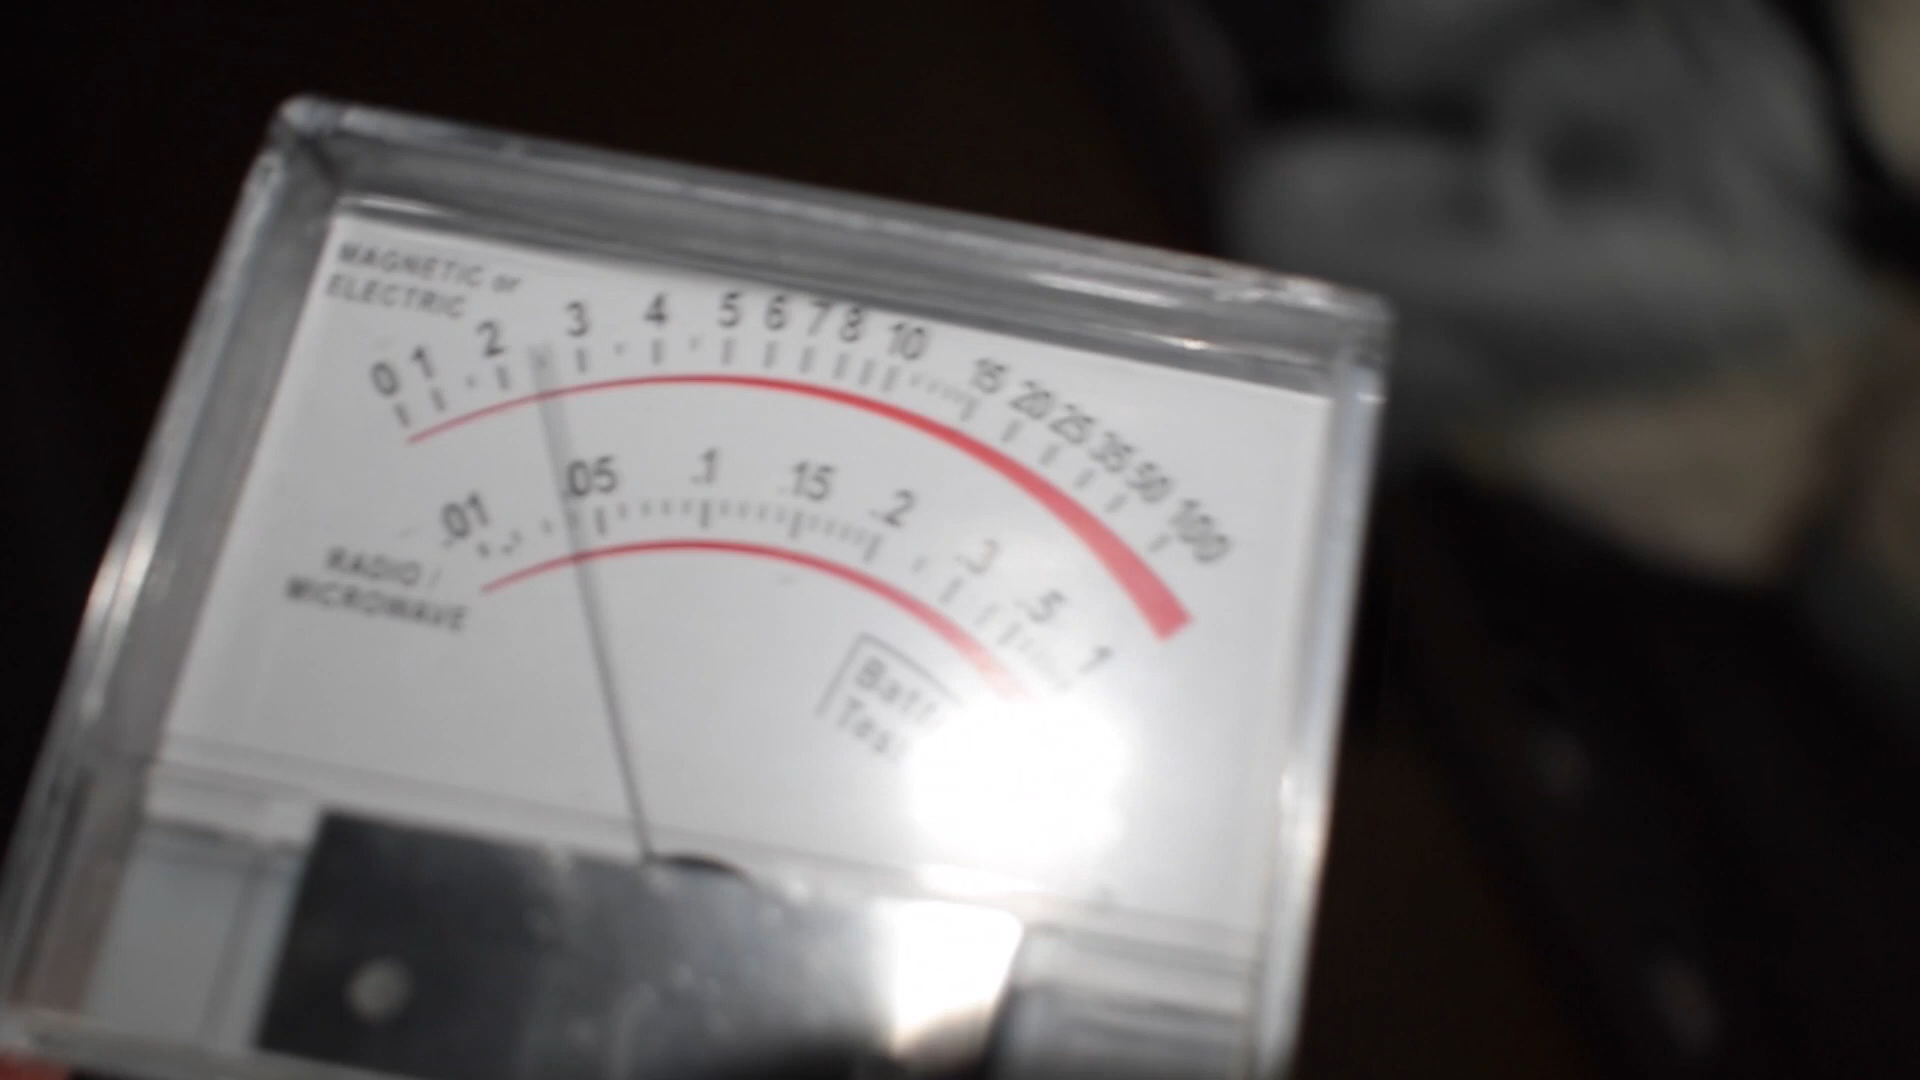 MAGNETIC or
ELECTRIC
0 1 2 3 4 5 6 7 8 10 15 20 25 35 50 100
.01 .05 .1 .15 .2 .3 .5 1
RADIO /
MICROWAVE